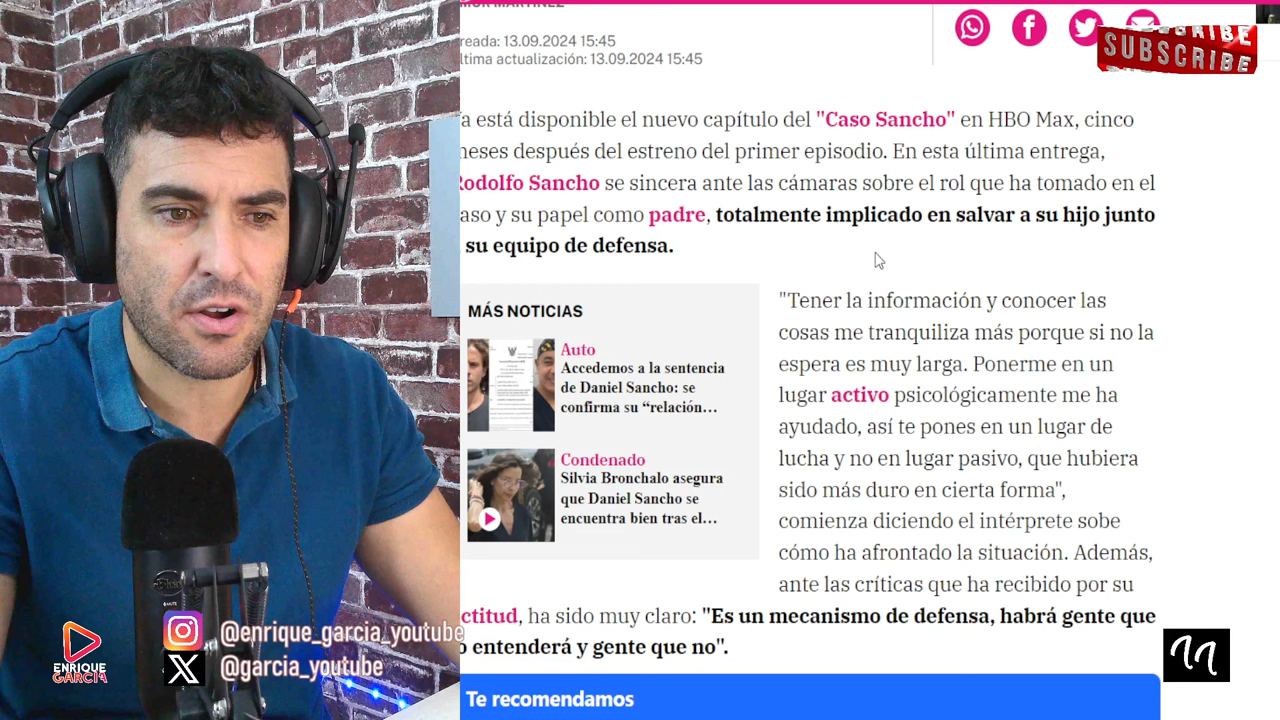 reada: 13.09.2024 15:45
ltima actualización: 13.09.2024 15:45
SUBSCRIBE
a está disponible el nuevo capítulo del "Caso Sancho" en HBO Max, cinco
eses después del estreno del primer episodio. En esta última entrega,
Rodolfo Sancho se sincera ante las cámaras sobre el rol que ha tomado en el
aso y su papel como padre, totalmente implicado en salvar a su hijo junto
su equipo de defensa.
MÁS NOTICIAS
Auto
Accedemos a la sentencia
de Daniel Sancho: se
confirma su “relación…
Condenado
Silvia Bronchalo asegura
que Daniel Sancho se
encuentra bien tras el…
"Tener la información y conocer las
cosas me tranquiliza más porque si no la
espera es muy larga. Ponerme en un
lugar activo psicológicamente me ha
ayudado, así te pones en un lugar de
lucha y no en lugar pasivo, que hubiera
sido más duro en cierta forma",
comienza diciendo el intérprete sobe
cómo ha afrontado la situación. Además,
ante las críticas que ha recibido por su
ctitud, ha sido muy claro: "Es un mecanismo de defensa, habrá gente que
o entenderá y gente que no".
Te recomendamos
@enrique_garcia_youtube
@garcia_youtube
ENRIQUE
GARCIA